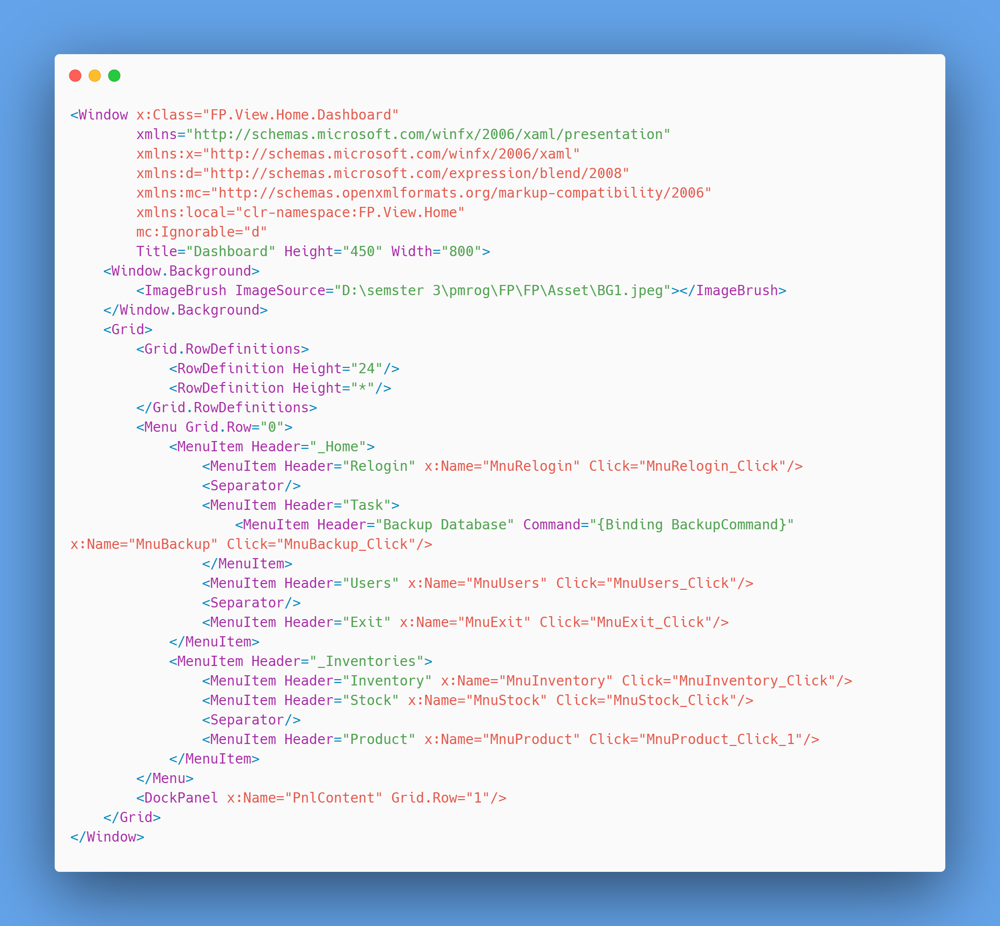 <Window x:Class="FP.View.Home.Dashboard"
        xmlns="http://schemas.microsoft.com/winfx/2006/xaml/presentation"
        xmlns:x="http://schemas.microsoft.com/winfx/2006/xaml"
        xmlns:d="http://schemas.microsoft.com/expression/blend/2008"
        xmlns:mc="http://schemas.openxmlformats.org/markup-compatibility/2006"
        xmlns:local="clr-namespace:FP.View.Home"
        mc:Ignorable="d"
        Title="Dashboard" Height="450" Width="800">
    <Window.Background>
        <ImageBrush ImageSource="D:\semster 3\pmrog\FP\FP\Asset\BG1.jpeg"></ImageBrush>
    </Window.Background>
    <Grid>
        <Grid.RowDefinitions>
            <RowDefinition Height="24"/>
            <RowDefinition Height="*"/>
        </Grid.RowDefinitions>
        <Menu Grid.Row="0">
            <MenuItem Header="_Home">
                <MenuItem Header="Relogin" x:Name="MnuRelogin" Click="MnuRelogin_Click"/>
                <Separator/>
                <MenuItem Header="Task">
                    <MenuItem Header="Backup Database" Command="{Binding BackupCommand}"
x:Name="MnuBackup" Click="MnuBackup_Click"/>
                </MenuItem>
                <MenuItem Header="Users" x:Name="MnuUsers" Click="MnuUsers_Click"/>
                <Separator/>
                <MenuItem Header="Exit" x:Name="MnuExit" Click="MnuExit_Click"/>
            </MenuItem>
            <MenuItem Header="_Inventories">
                <MenuItem Header="Inventory" x:Name="MnuInventory" Click="MnuInventory_Click"/>
                <MenuItem Header="Stock" x:Name="MnuStock" Click="MnuStock_Click"/>
                <Separator/>
                <MenuItem Header="Product" x:Name="MnuProduct" Click="MnuProduct_Click_1"/>
            </MenuItem>
        </Menu>
        <DockPanel x:Name="PnlContent" Grid.Row="1"/>
    </Grid>
</Window>